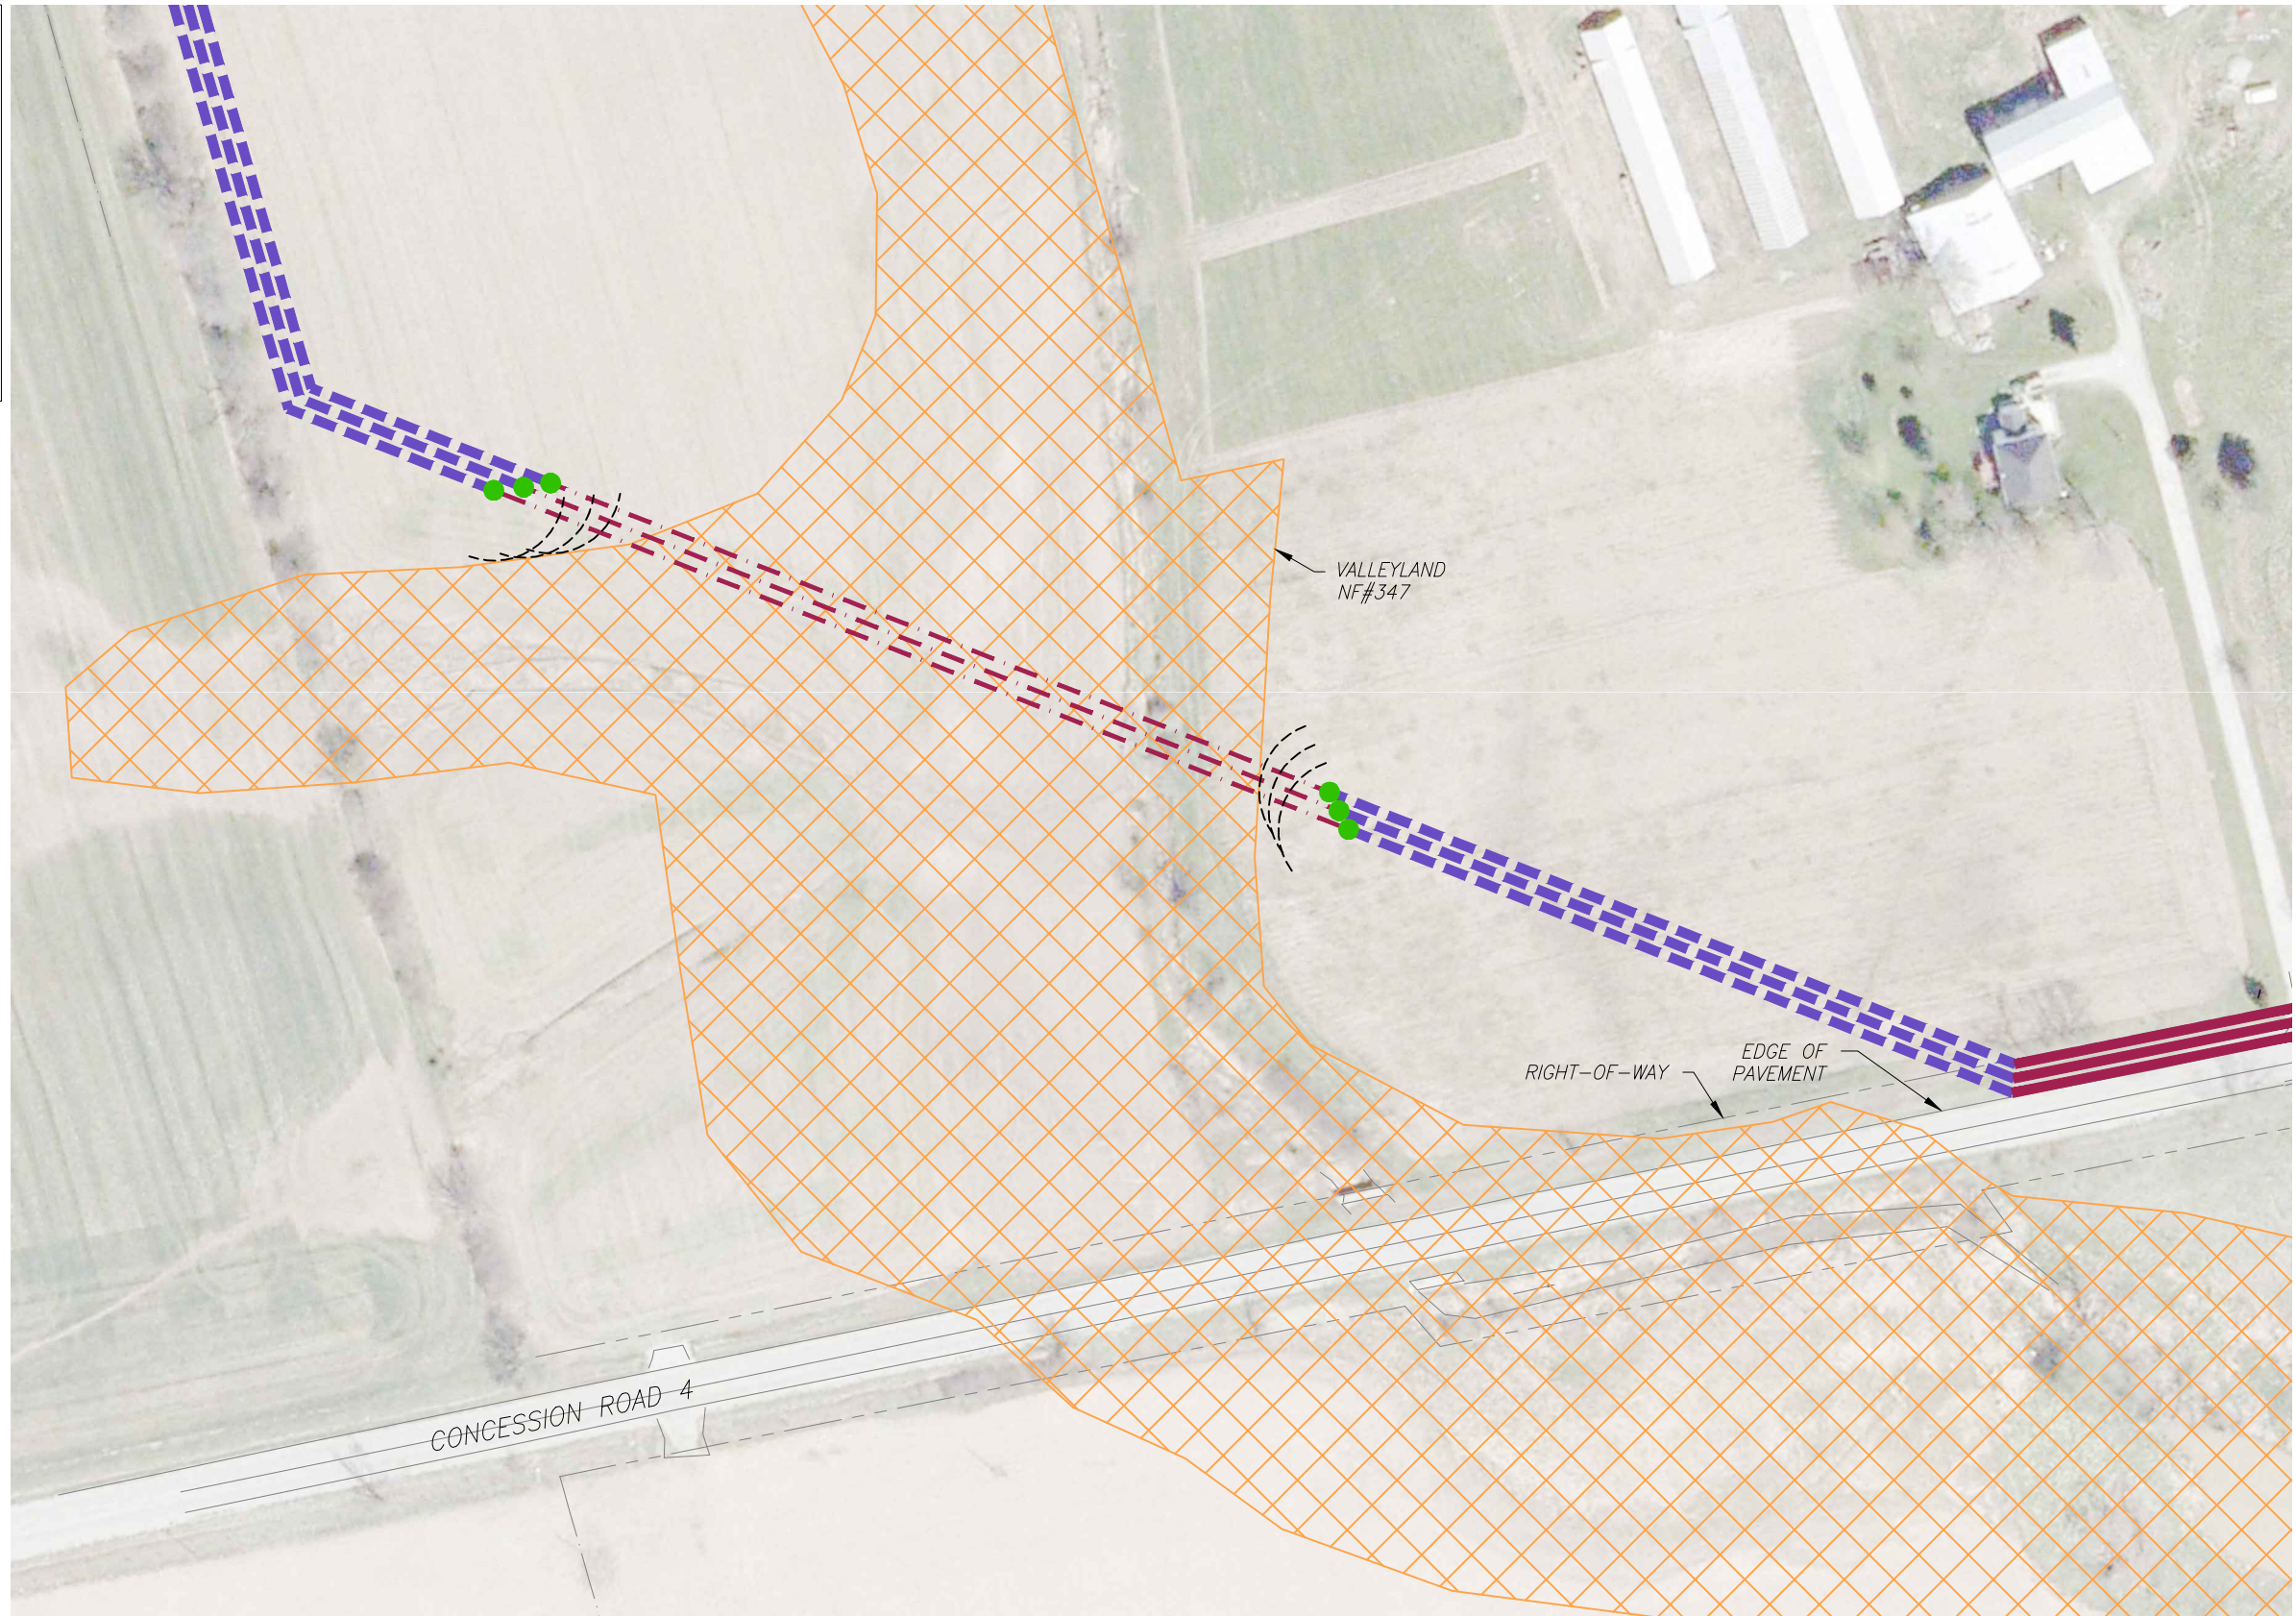 VALLEYLAND
NF#347
RIGHT-OF-WAY
EDGE OF
PAVEMENT
CONCESSION ROAD 4